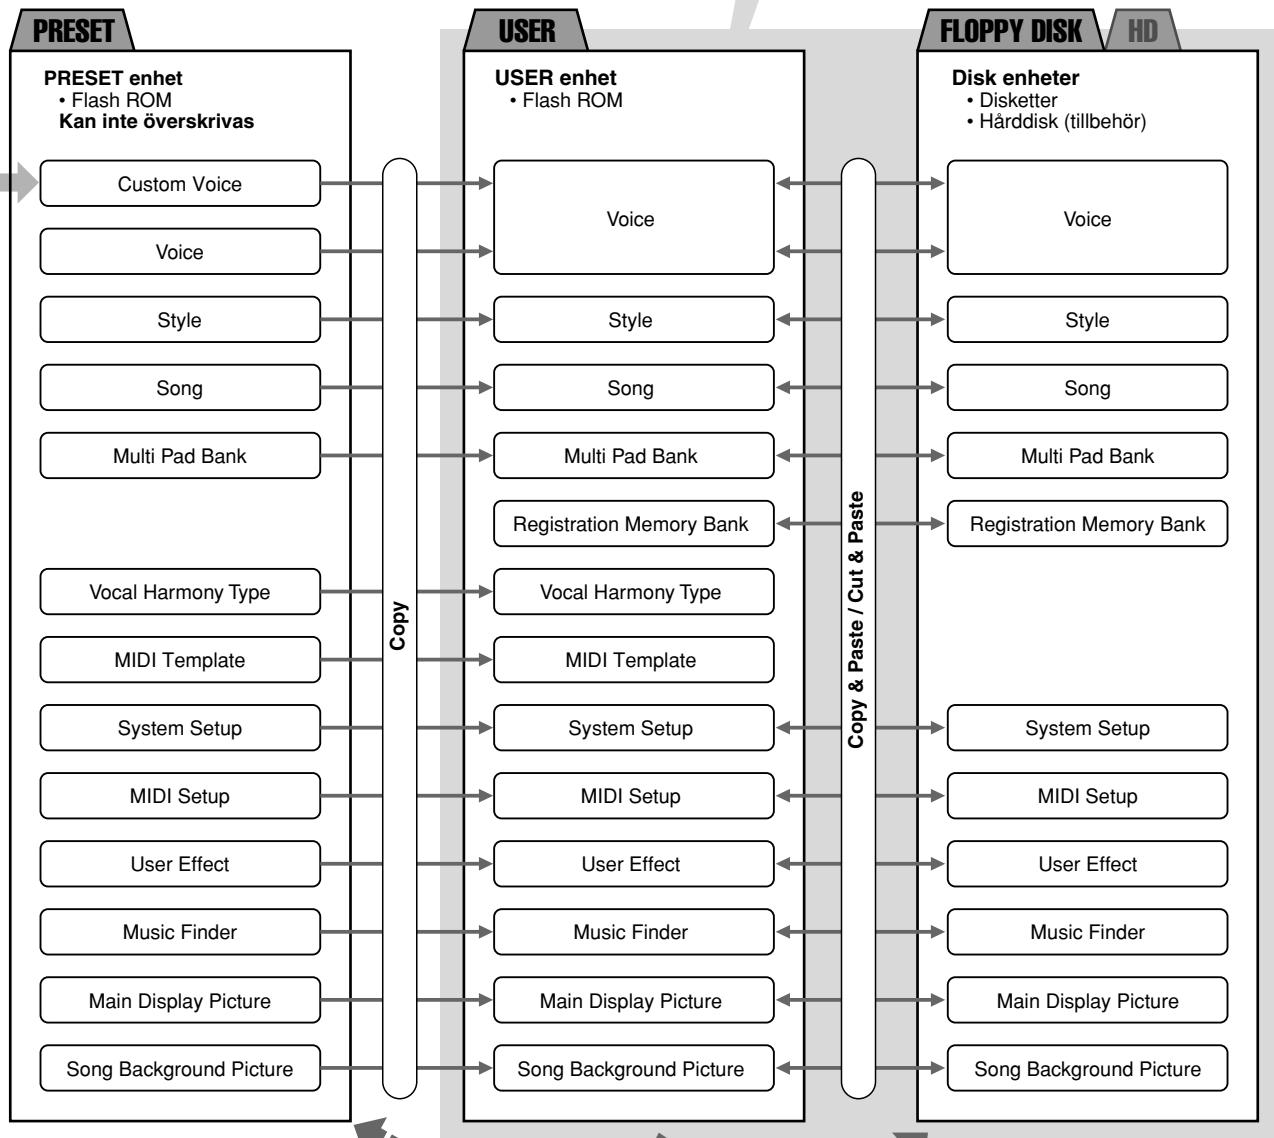 PRESET
PRESET enhet
• Flash ROM
Kan inte överskrivas
Custom Voice
Voice
Style
Song
Multi Pad Bank
Vocal Harmony Type
MIDI Template
System Setup
MIDI Setup
User Effect
Music Finder
Main Display Picture
Song Background Picture
Copy
USER
USER enhet
• Flash ROM
Voice
Style
Song
Multi Pad Bank
Registration Memory Bank
Vocal Harmony Type
MIDI Template
System Setup
MIDI Setup
User Effect
Music Finder
Main Display Picture
Song Background Picture
Copy & Paste / Cut & Paste
FLOPPY DISK
HD
Disk enheter
• Disketter
• Hårddisk (tillbehör)
Voice
Style
Song
Multi Pad Bank
Registration Memory Bank
System Setup
MIDI Setup
User Effect
Music Finder
Main Display Picture
Song Background Picture